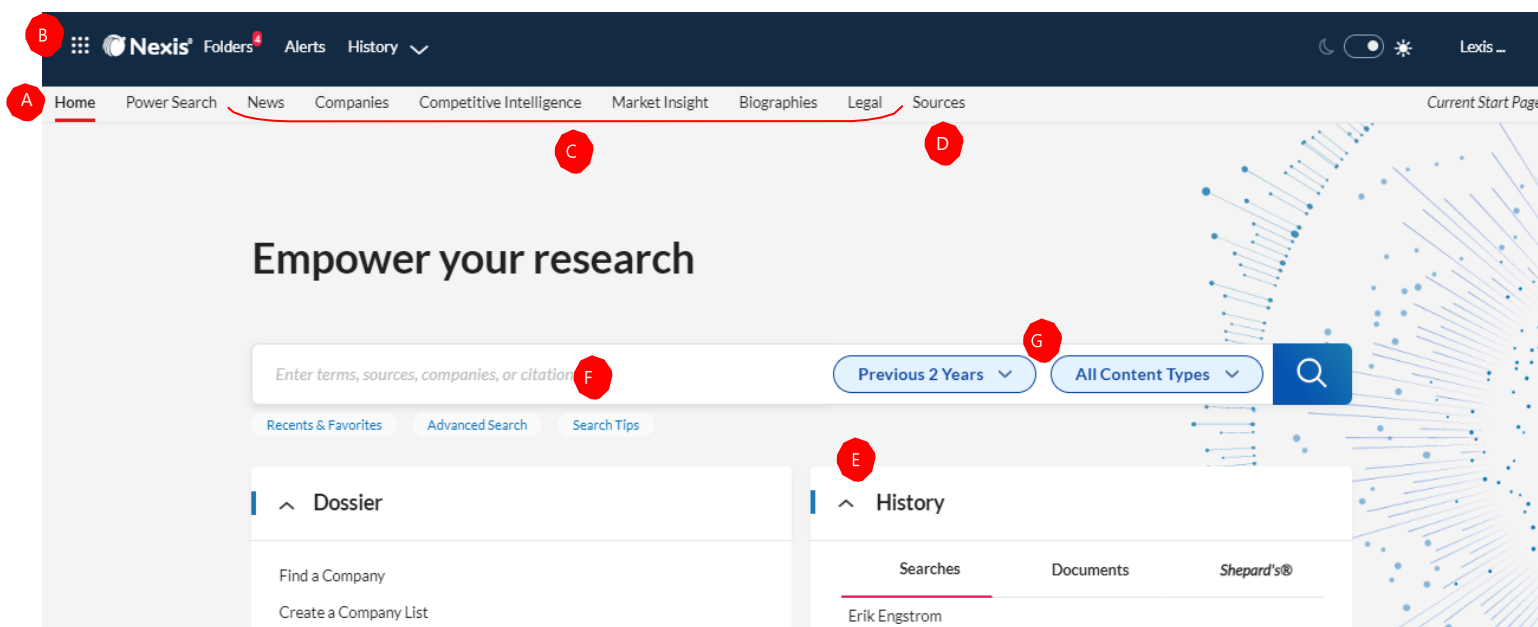 B
Nexis® Folders 4 Alerts History Lexis ...
A Home Power Search News Companies Competitive Intelligence Market Insight Biographies Legal Sources Current Start Page
C D
Empower your research
G
Enter terms, sources, companies, or citation F Previous 2 Years All Content Types
Recents & Favorites Advanced Search Search Tips
E
Dossier History
Searches Documents Shepard's®
Find a Company
Create a Company List Erik Engstrom